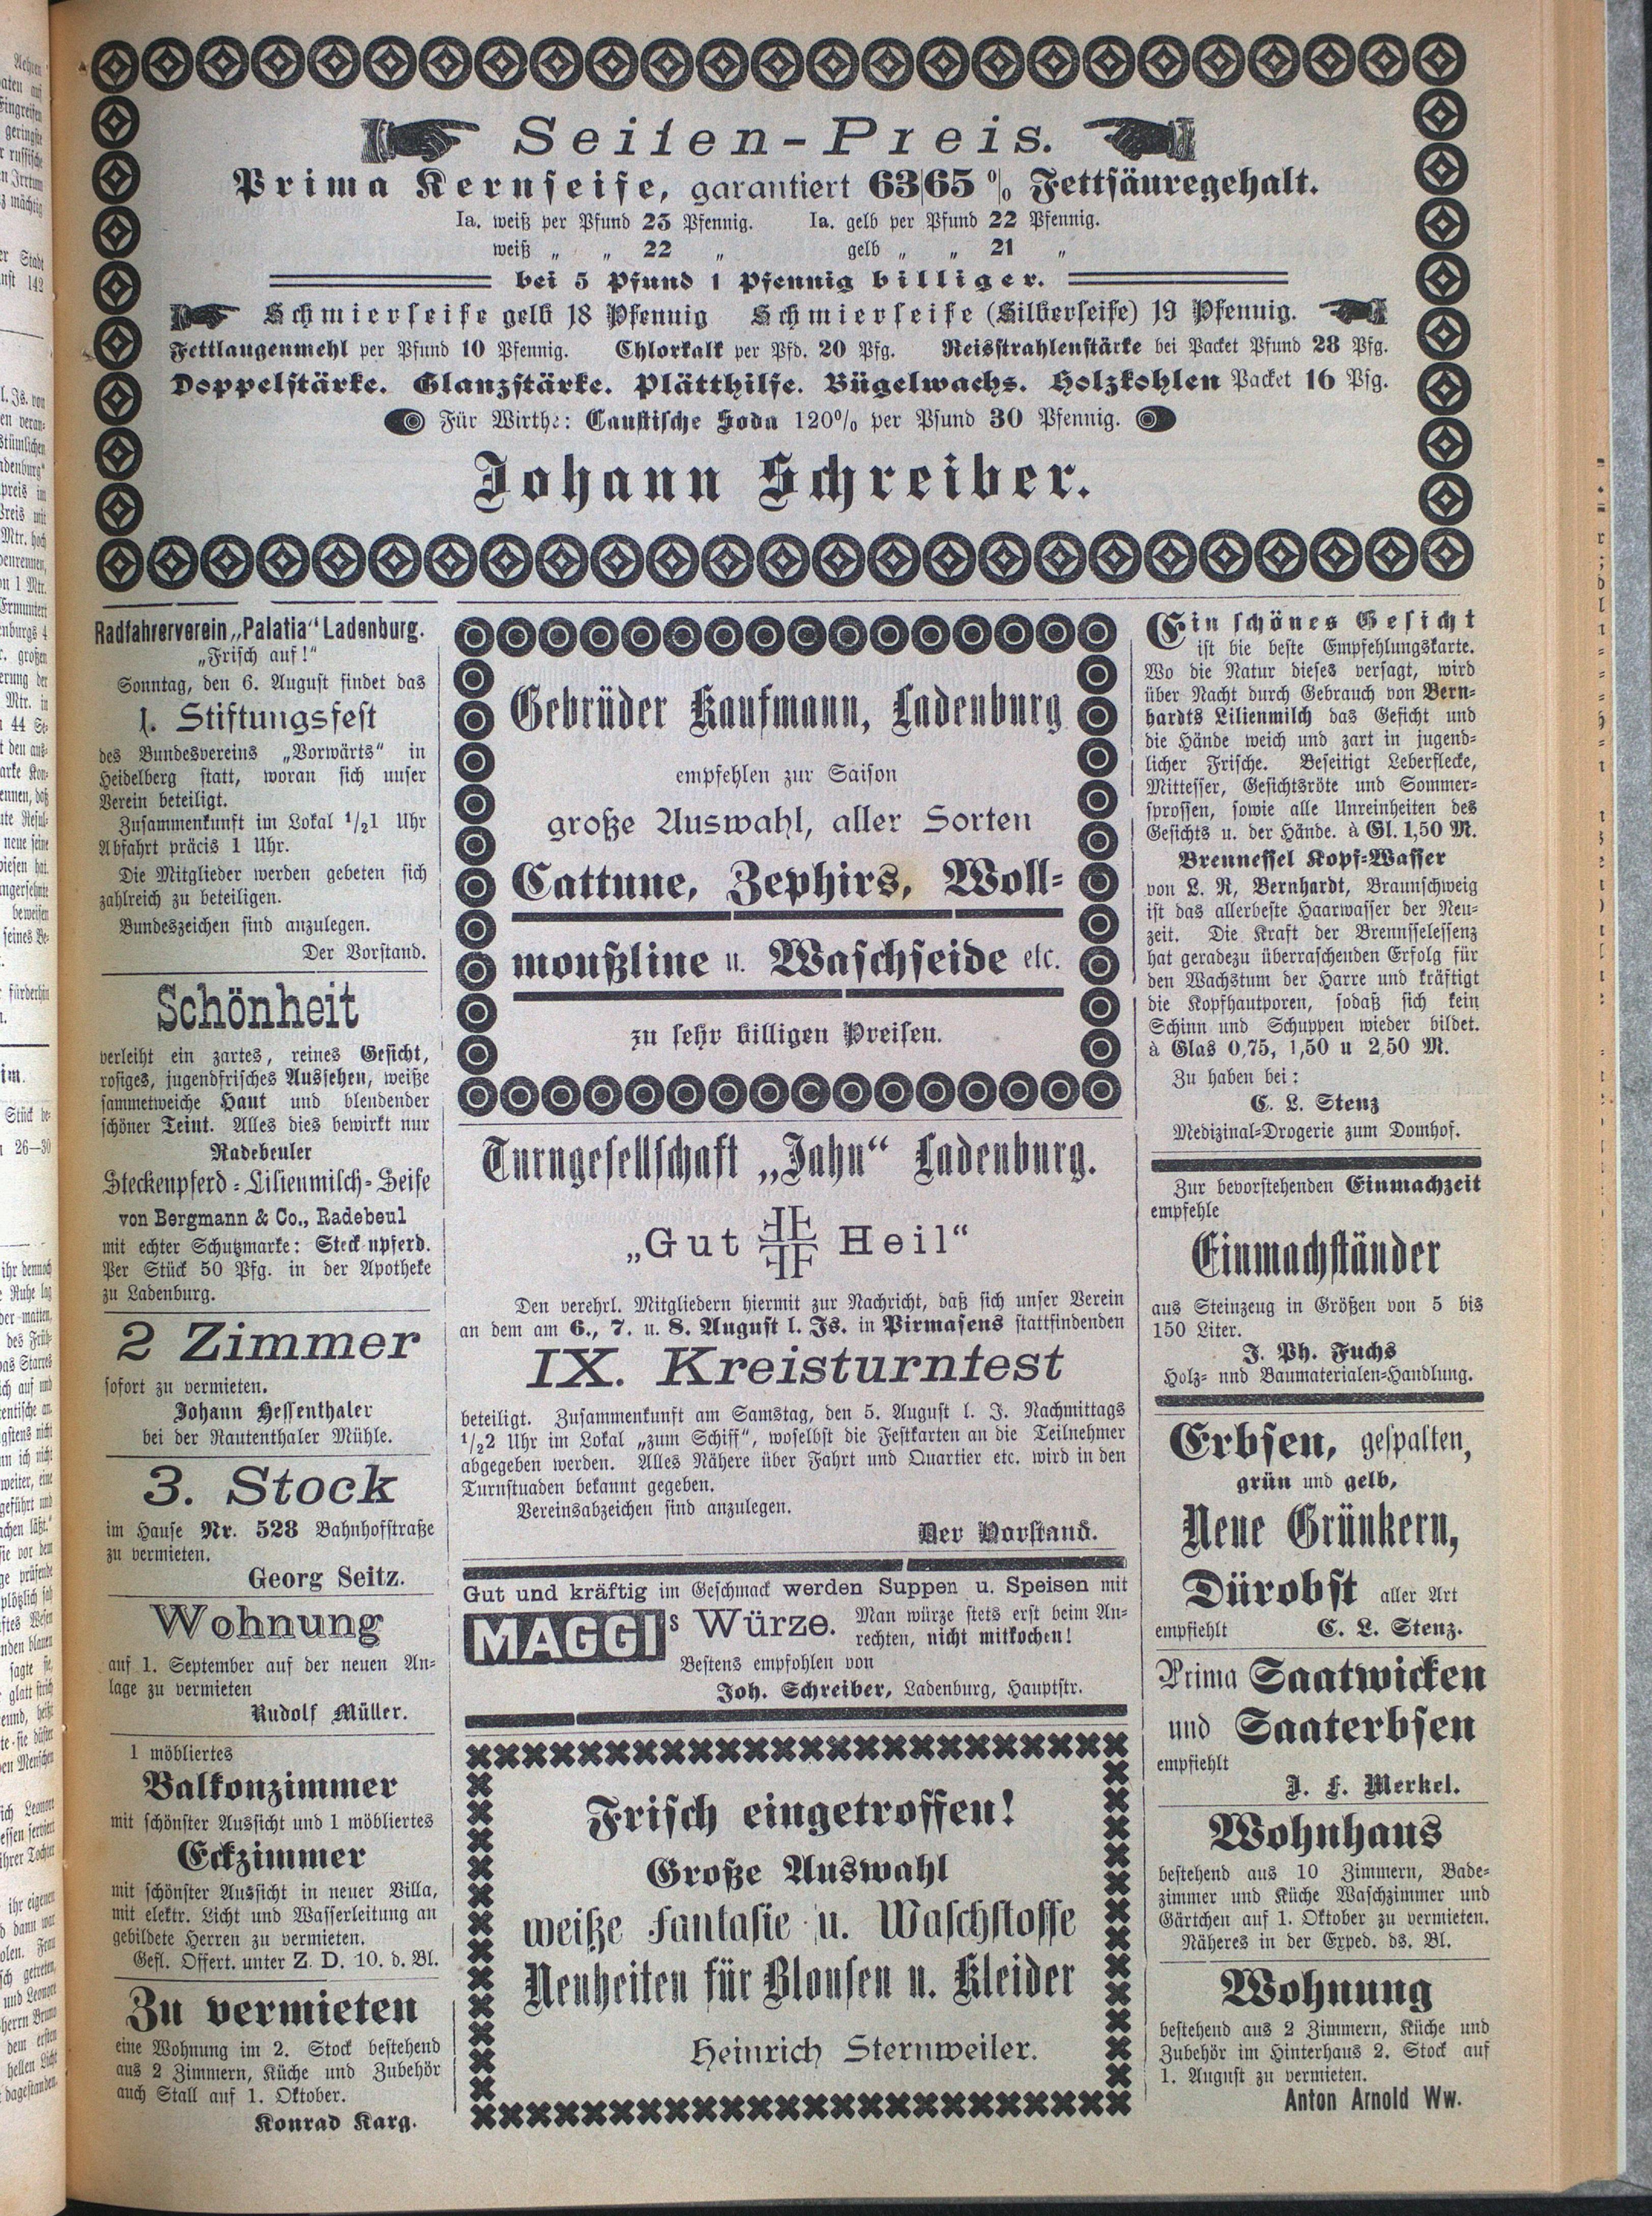 Seifen-Preis.
Prima Kernseife, garantiert 63|65 % Fettsäuregehalt.
Ia. weiß per Pfund 23 Pfennig. Ia. gelb per Pfund 22 Pfennig.
weiß „ „ 22 „ gelb „ „ 21 „
bei 5 Pfund 1 Pfennig billiger.
Schmierseife gelb 18 Pfennig Schmierseife (Silberseife) 19 Pfennig.
Fettlaugenmehl per Pfund 10 Pfennig. Chlorkalk per Pfd. 20 Pfg. Reisstrahlenstärke bei Packet Pfund 28 Pfg.
Doppelstärke. Glanzstärke. Plätthilfe. Bügelwachs. Holzkohlen Packet 16 Pfg.
Für Wirthe: Caustische Soda 120% per Pfund 30 Pfennig.
Johann Schreiber.
Radfahrerverein „Palatia“ Ladenburg.
„Frisch auf!“
Sonntag, den 6. August findet das
1. Stiftungsfest
des Bundesvereins „Vorwärts“ in
Heidelberg statt, woran sich unser
Verein beteiligt.
Zusammenkunft im Lokal 1/21 Uhr
Abfahrt präcis 1 Uhr.
Die Mitglieder werden gebeten sich
zahlreich zu beteiligen.
Bundeszeichen sind anzulegen.
Der Vorstand.
Schönheit
verleiht ein zartes, reines Gesicht,
rosiges, jugendfrisches Aussehen, weiße
sammetweiche Haut und blendender
schöner Teint. Alles dies bewirkt nur
Radebeuler
Steckenpferd-Lilienmilch-Seife
von Bergmann & Co., Radebeul
mit echter Schutzmarke: Steck npferd.
Per Stück 50 Pfg. in der Apotheke
zu Ladenburg.
2 Zimmer
sofort zu vermieten.
Johann Hessenthaler
bei der Rautenthaler Mühle.
3. Stock
im Hause Nr. 528 Bahnhofstraße
zu vermieten.
Georg Seitz.
Wohnung
auf 1. September auf der neuen An-
lage zu vermieten
Rudolf Müller.
1 möbliertes
Balkonzimmer
mit schönster Aussicht und 1 möbliertes
Eckzimmer
mit schönster Aussicht in neuer Villa,
mit elektr. Licht und Wasserleitung an
gebildete Herren zu vermieten.
Gefl. Offert. unter Z. D. 10. d. Bl.
Zu vermieten
eine Wohnung im 2. Stock bestehend
aus 2 Zimmern, Küche und Zubehör
auch Stall auf 1. Oktober.
Konrad Karg.
Gebrüder Kaufmann, Ladenburg
empfehlen zur Saison
große Auswahl, aller Sorten
Cattune, Zephirs, Woll-
moußline u. Waschseide etc.
zu sehr billigen Preisen.
Turngesellschaft „Jahn“ Ladenburg.
„Gut Heil“
Den verehrl. Mitgliedern hiermit zur Nachricht, daß sich unser Verein
an dem am 6., 7. u. 8. August l. Js. in Pirmasens stattfindenden
IX. Kreisturnfest
beteiligt. Zusammenkunft am Samstag, den 5. August l. J. Nachmittags
1/22 Uhr im Lokal „zum Schiff“, woselbst die Festkarten an die Teilnehmer
abgegeben werden. Alles Nähere über Fahrt und Quartier etc. wird in den
Turnstuaden bekannt gegeben.
Vereinsabzeichen sind anzulegen.
Der Vorstand.
Gut und kräftig im Geschmack werden Suppen u. Speisen mit
MAGGIs Würze. Man würze stets erst beim An-
rechten, nicht mitkochen!
Bestens empfohlen von
Joh. Schreiber, Ladenburg, Hauptstr.
Frisch eingetroffen!
Große Auswahl
weiße Fantasie u. Waschstoffe
Neuheiten für Blousen u. Kleider
Heinrich Sternweiler.
Ein schönes Gesicht
ist die beste Empfehlungskarte.
Wo die Natur dieses versagt, wird
über Nacht durch Gebrauch von Bern-
hardts Lilienmilch das Gesicht und
die Hände weich und zart in jugend-
licher Frische. Beseitigt Leberflecke,
Mittesser, Gesichtsröte und Sommer-
sprossen, sowie alle Unreinheiten des
Gesichts u. der Hände. à Gl. 1,50 M.
Brennessel Kopf-Wasser
von L. R, Bernhardt, Braunschweig
ist das allerbeste Haarwasser der Neu-
zeit. Die Kraft der Brennsselessenz
hat geradezu überraschenden Erfolg für
den Wachstum der Harre und kräftigt
die Kopfhautporen, sodaß sich kein
Schinn und Schuppen wieder bildet.
à Glas 0,75, 1,50 u 2,50 M.
Zu haben bei:
C. L. Stenz
Medizinal-Drogerie zum Domhof.
Zur bevorstehenden Einmachzeit
empfehle
Einmachständer
aus Steinzeug in Größen von 5 bis
150 Liter.
J. Ph. Fuchs
Holz- nnd Baumaterialen-Handlung.
Erbsen, gespalten,
grün und gelb,
Neue Grünkern,
Dürobst aller Art
empfiehlt C. L. Stenz.
Prima Saatwicken
und Saaterbsen
empfiehlt
J. F. Merkel.
Wohnhaus
bestehend aus 10 Zimmern, Bade-
zimmer und Küche Waschzimmer und
Gärtchen auf 1. Oktober zu vermieten.
Näheres in der Exped. ds. Bl.
Wohnung
bestehend aus 2 Zimmern, Küche und
Zubehör im Hinterhaus 2. Stock auf
1. August zu vermieten.
Anton Arnold Ww.